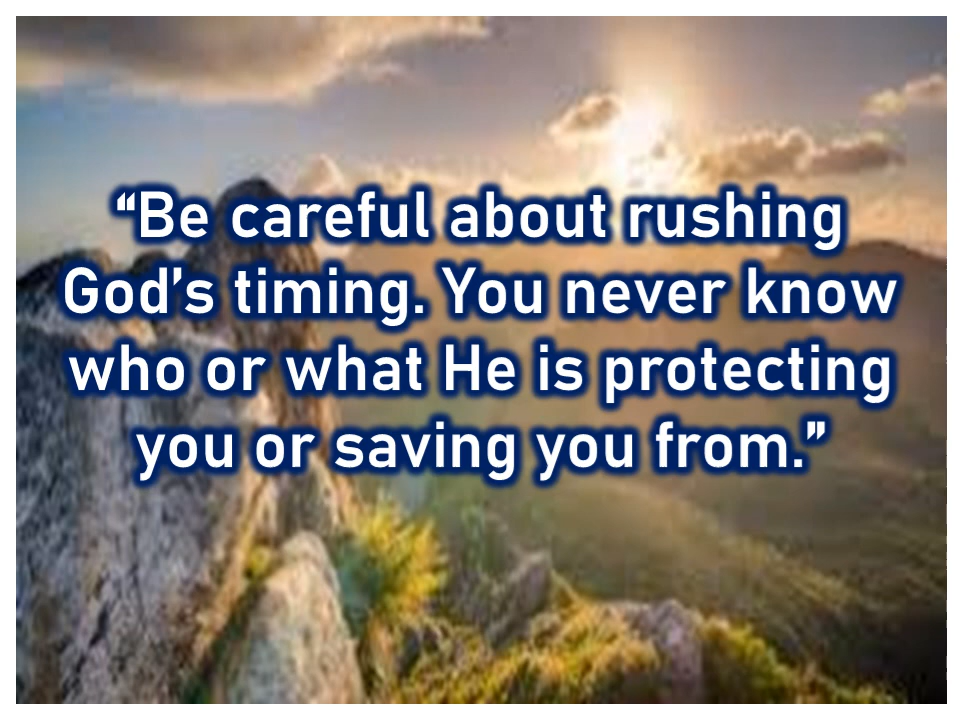 “Be careful about rushing
God’s timing. You never know
who or what He is protecting
you or saving you from.”